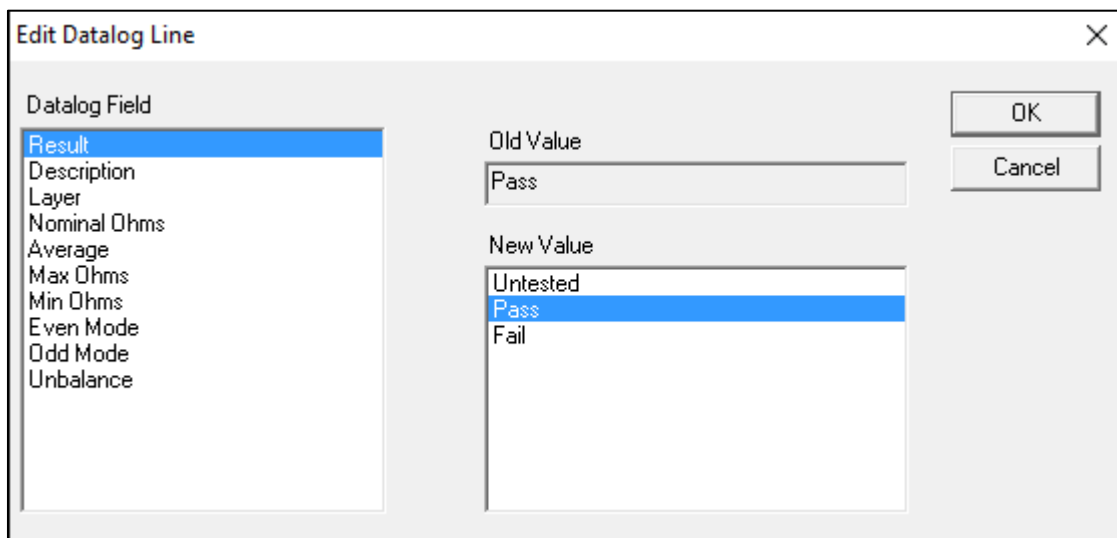 Edit Datalog Line
Datalog Field
Result
Description
Layer
Nominal Ohms
Average
Max Ohms
Min Ohms
Even Mode
Odd Mode
Unbalance
Old Value
Pass
New Value
Untested
Pass
Fail
OK
Cancel